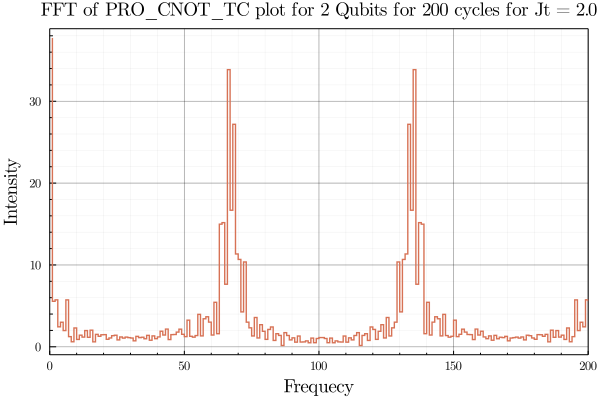 FFT of PRO_CNOT_TC plot for 2 Qubits for 200 cycles for Jt = 2.0
Intensity
30
20
10
0
0 50 100 150 200
Frequecy